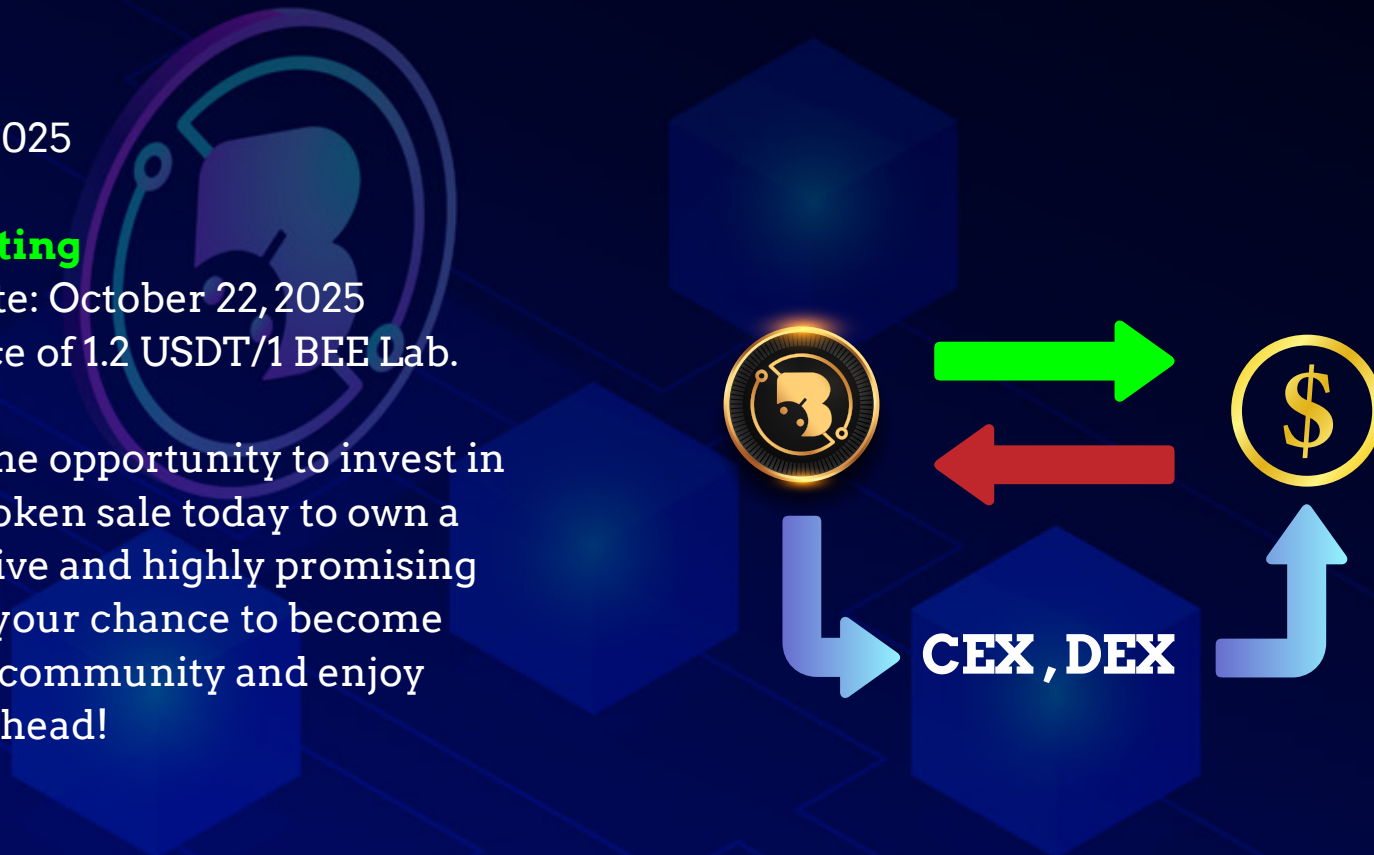 025
ting
te: October 22, 2025
ce of 1.2 USDT/1 BEE Lab.
he opportunity to invest in
oken sale today to own a
ive and highly promising
your chance to become
community and enjoy
head!
$
CEX , DEX